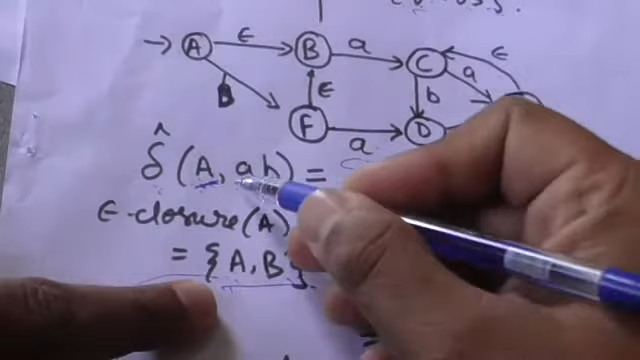 A ε B a C ε
a
b
ε
F a D
δ̂ (A, ab) =
ε-closure(A)
= {A, B}